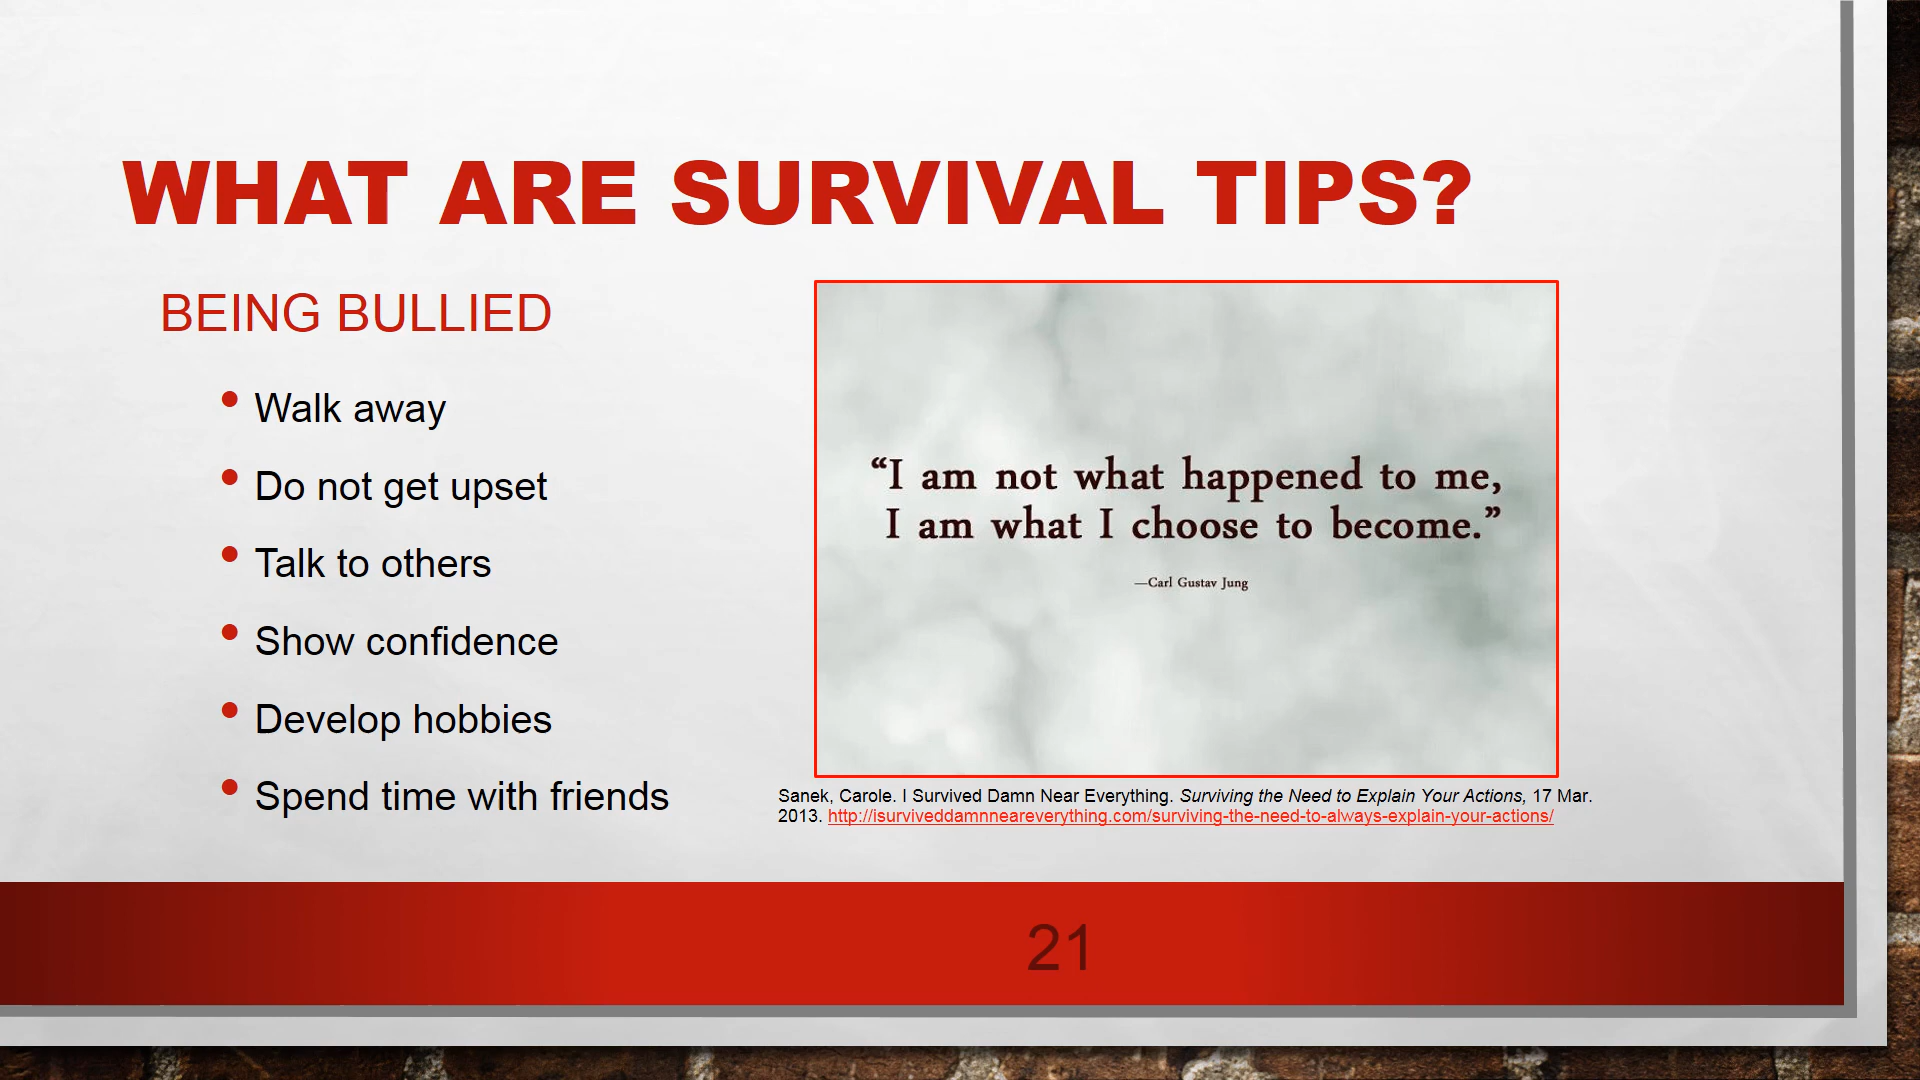 WHAT ARE SURVIVAL TIPS?
BEING BULLIED
• Walk away
• Do not get upset
• Talk to others
• Show confidence
• Develop hobbies
• Spend time with friends
“I am not what happened to me,
I am what I choose to become.”
—Carl Gustav Jung
Sanek, Carole. I Survived Damn Near Everything. Surviving the Need to Explain Your Actions, 17 Mar.
2013. http://isurviveddamnneareverything.com/surviving-the-need-to-always-explain-your-actions/
21